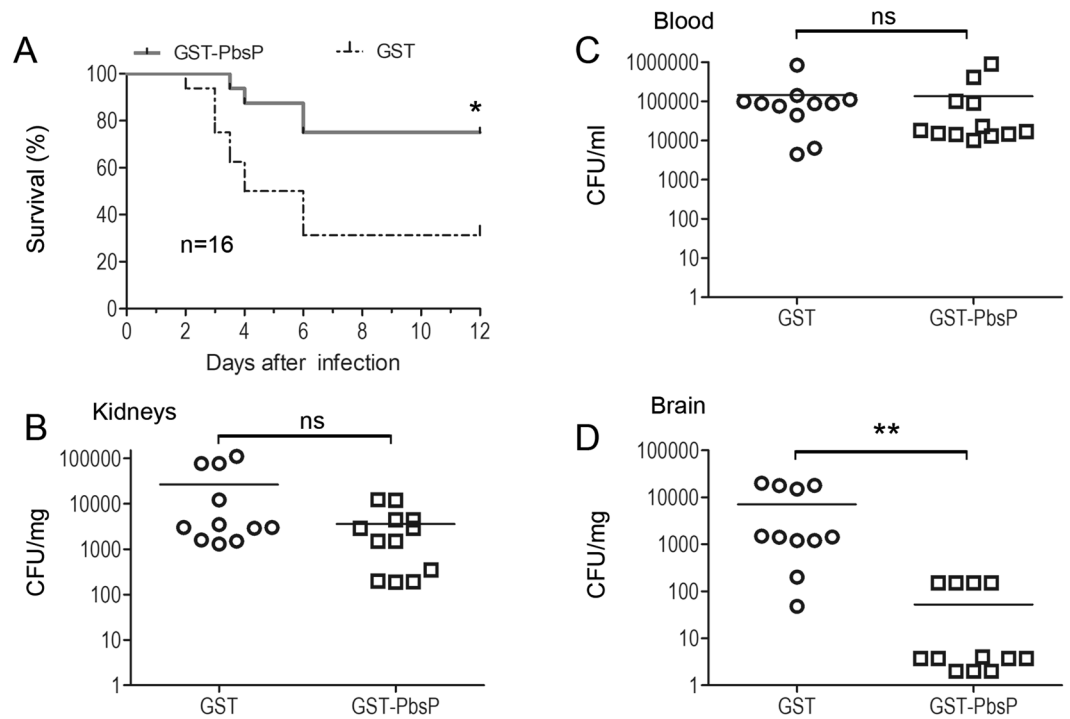 A
GST-PbsP
GST
100
80
60
40
20
0
Survival (%)
*
n=16
0 2 4 6 8 10 12
Days after infection
B
Kidneys
ns
100000
10000
1000
100
10
1
CFU/mg
GST GST-PbsP
C
Blood
ns
1000000
100000
10000
1000
100
10
1
CFU/ml
GST GST-PbsP
D
Brain
**
100000
10000
1000
100
10
1
CFU/mg
GST GST-PbsP